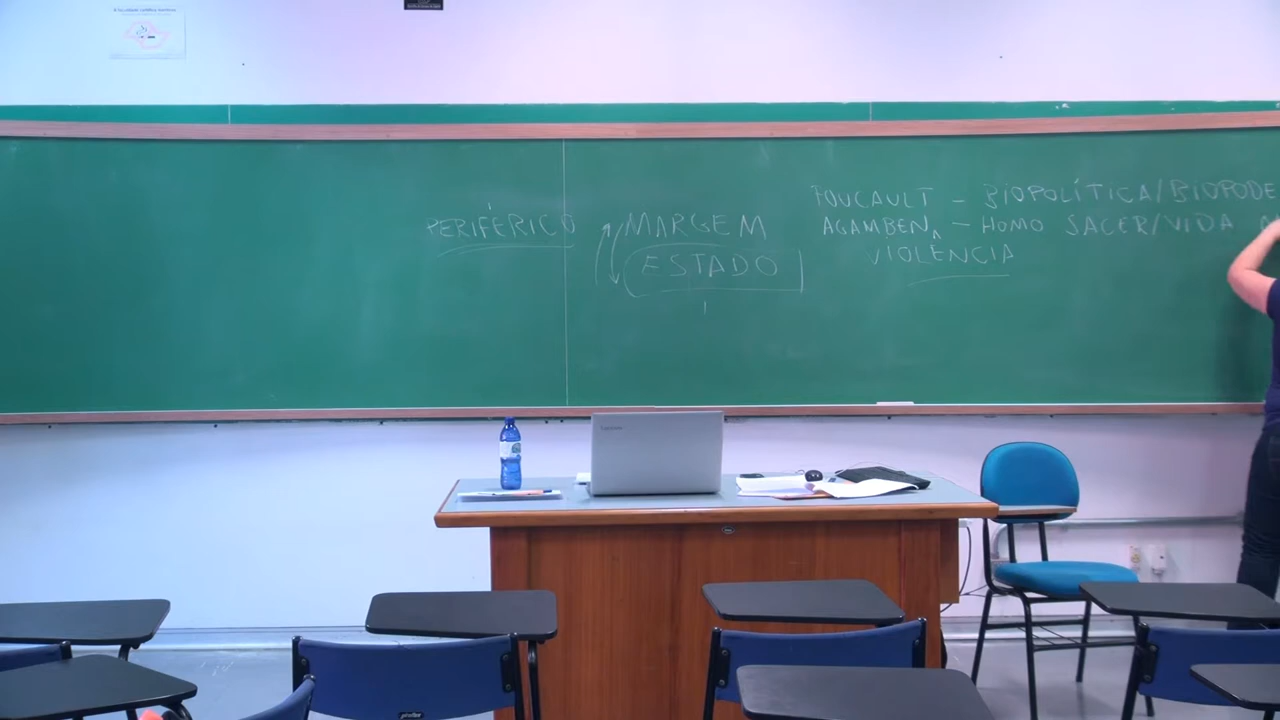 PERIFÉRICO
MARGEM
ESTADO
FOUCAULT - BIOPOLÍTICA/BIOPODE
AGAMBEN - HOMO SACER/VIDA
VIOLÊNCIA